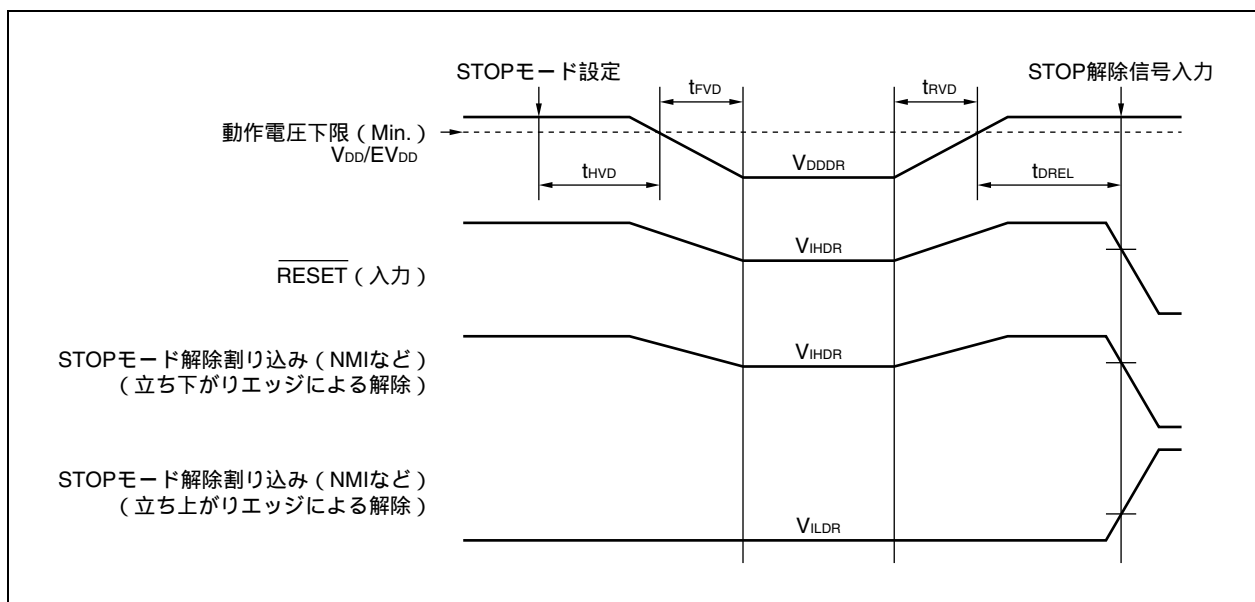 STOPモード設定
STOP解除信号入力
tFVD
tRVD
動作電圧下限（Min.）
VDD/EVDD
VDDDR
tHVD
tDREL
VIHDR
RESET（入力）
STOPモード解除割り込み（NMIなど）
（立ち下がりエッジによる解除）
VIHDR
STOPモード解除割り込み（NMIなど）
（立ち上がりエッジによる解除）
VILDR